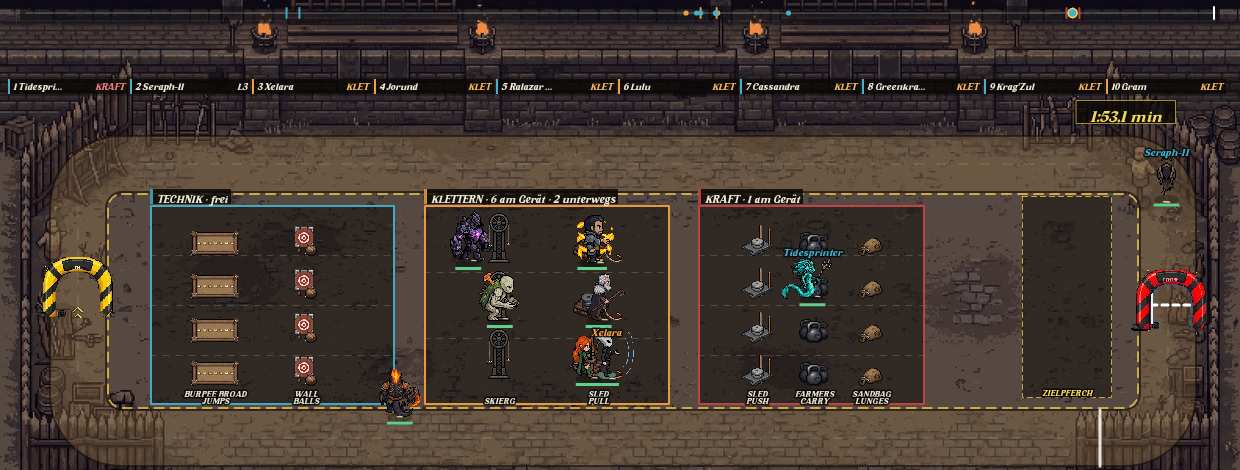 1 Tidespri... KRAFT 2 Seraph-II L3 3 Xelara KLET 4 Jorund KLET 5 Ralazar ... KLET 6 Lulu KLET 7 Cassandra KLET 8 Greenkra... KLET 9 Krag'Zul KLET 10 Gram KLET
1:53,1 min
Seraph-II
TECHNIK · frei
KLETTERN · 6 am Gerät · 2 unterwegs
KRAFT · 1 am Gerät
Tidesprinter
Xelara
BURPEE BROAD JUMPS
WALL BALLS
SKIERG
SLED PULL
SLED PUSH
FARMERS CARRY
SANDBAG LUNGES
ZIELPFERCH